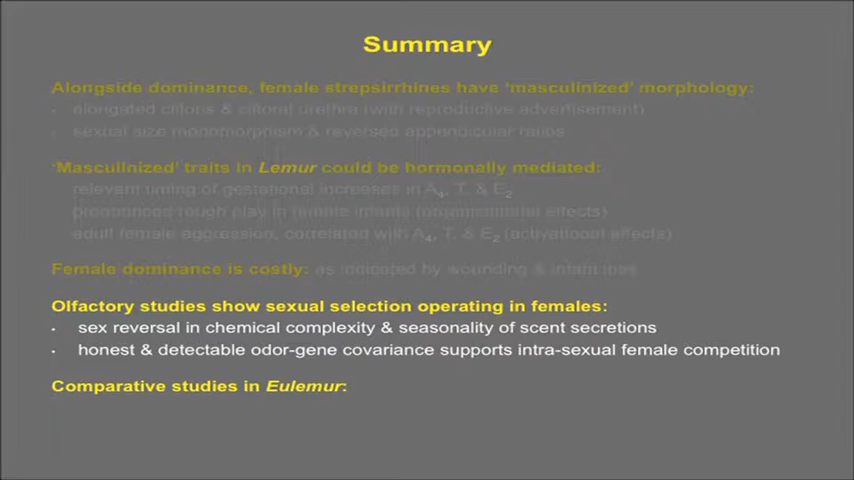 Summary
Alongside dominance, female strepsirrhines have 'masculinized' morphology:
· elongated clitoris & clitoral urethra (with reproductive advertisement)
· sexual size monomorphism & reversed appendicular ratios
'Masculinized' traits in Lemur could be hormonally mediated:
relevant timing of gestational increases in A4, T, & E2
pronounced rough play in female infants (organizational effects)
adult female aggression, correlated with A4, T, & E2 (activational effects)
Female dominance is costly: as indicated by wounding & infant loss
Olfactory studies show sexual selection operating in females:
· sex reversal in chemical complexity & seasonality of scent secretions
· honest & detectable odor-gene covariance supports intra-sexual female competition
Comparative studies in Eulemur: